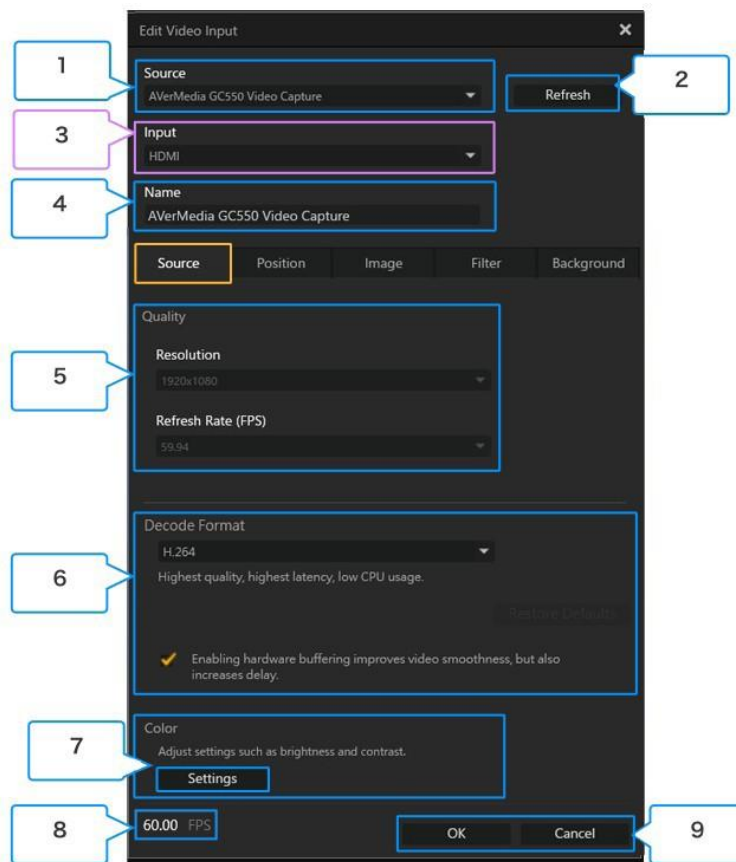 Edit Video Input
1
Source
AVerMedia GC550 Video Capture
Refresh
2
3
Input
HDMI
4
Name
AVerMedia GC550 Video Capture
Source Position Image Filter Background
5
Quality
Resolution
1920x1080
Refresh Rate (FPS)
59.94
6
Decode Format
H.264
Highest quality, highest latency, low CPU usage.
Restore Defaults
Enabling hardware buffering improves video smoothness, but also
increases delay.
7
Color
Adjust settings such as brightness and contrast.
Settings
8
60.00 FPS
OK Cancel
9